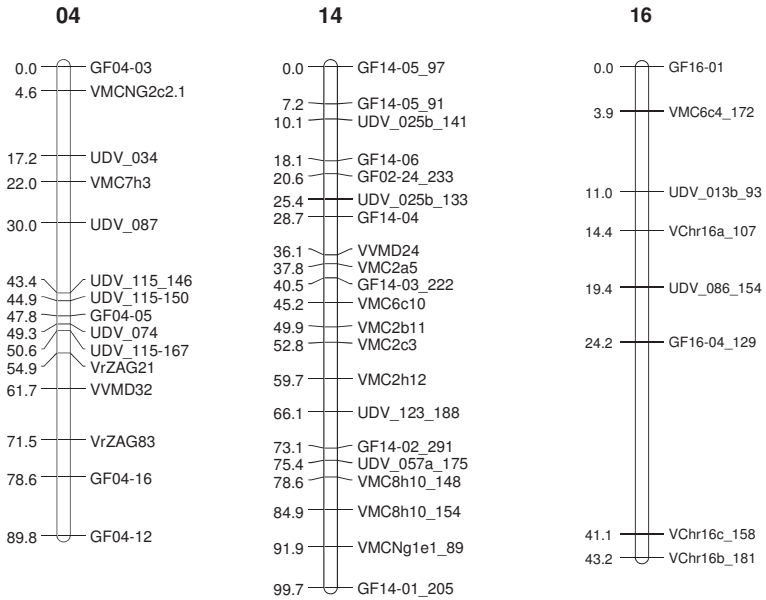 04
0.0 GF04-03
4.6 VMCNG2c2.1
17.2 UDV_034
22.0 VMC7h3
30.0 UDV_087
43.4 UDV_115_146
44.9 UDV_115-150
47.8 GF04-05
49.3 UDV_074
50.6 UDV_115-167
54.9 VrZAG21
61.7 VVMD32
71.5 VrZAG83
78.6 GF04-16
89.8 GF04-12
14
0.0 GF14-05_97
7.2 GF14-05_91
10.1 UDV_025b_141
18.1 GF14-06
20.6 GF02-24_233
25.4 UDV_025b_133
28.7 GF14-04
36.1 VVMD24
37.8 VMC2a5
40.5 GF14-03_222
45.2 VMC6c10
49.9 VMC2b11
52.8 VMC2c3
59.7 VMC2h12
66.1 UDV_123_188
73.1 GF14-02_291
75.4 UDV_057a_175
78.6 VMC8h10_148
84.9 VMC8h10_154
91.9 VMCNg1e1_89
99.7 GF14-01_205
16
0.0 GF16-01
3.9 VMC6c4_172
11.0 UDV_013b_93
14.4 VChr16a_107
19.4 UDV_086_154
24.2 GF16-04_129
41.1 VChr16c_158
43.2 VChr16b_181